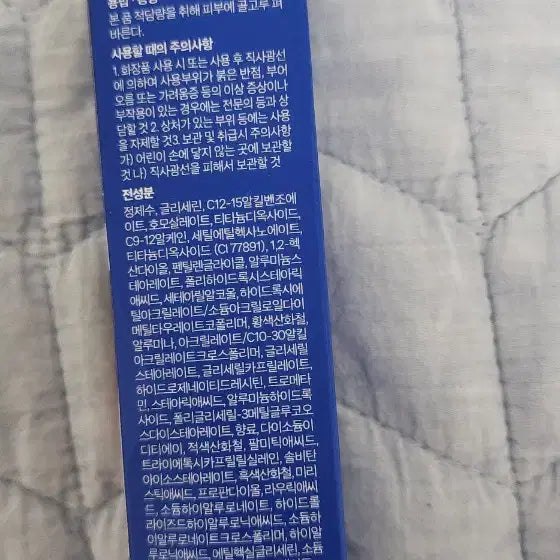 본 품 적당량을 취해 피부에 골고루 펴
바른다.
사용할 때의 주의사항
1. 화장품 사용 시 또는 사용 후 직사광선
에 의하여 사용부위가 붉은 반점, 부어
오름 또는 가려움증 등의 이상 증상이나
부작용이 있는 경우에는 전문의 등과 상
담할 것 2. 상처가 있는 부위 등에는 사용
을 자제할 것 3. 보관 및 취급시 주의사항
가) 어린이 손에 닿지 않는 곳에 보관할
것 나) 직사광선을 피해서 보관할 것
전성분
정제수, 글리세린, C12-15알킬벤조에
이트, 호모살레이트, 티타늄디옥사이드,
C9-12알케인, 세틸에틸헥사노에이트,
티타늄디옥사이드 (CI 77891), 1,2-헥
산다이올, 펜틸렌글라이콜, 알루미늄스
테아레이트, 폴리하이드록시스테아릭
애씨드, 세테아릴알코올, 하이드록시에
틸아크릴레이트/소듐아크릴로일다이
메틸타우레이트코폴리머, 황색산화철,
알루미나, 아크릴레이트/C10-30알킬
아크릴레이트크로스폴리머, 글리세릴
스테아레이트, 글리세릴카프릴레이트,
하이드로제네이티드레시틴, 트로메타
민, 스테아릭애씨드, 알루미늄하이드록
사이드, 폴리글리세릴-3메틸글루코오
스다이스테아레이트, 향료, 다이소듐이
디티에이, 적색산화철, 팔미틱애씨드,
트라이에톡시카프릴릴실레인, 솔비탄
아이소스테아레이트, 흑색산화철, 미리
스틱애씨드, 프로판다이올, 라우릭애씨
드, 소듐하이알루로네이트, 하이드롤
라이즈드하이알루로닉애씨드, 소듐하
이알루로네이트크로스폴리머, 하이알
루로닉애씨드, 에틸헥실글리세린, 소듐